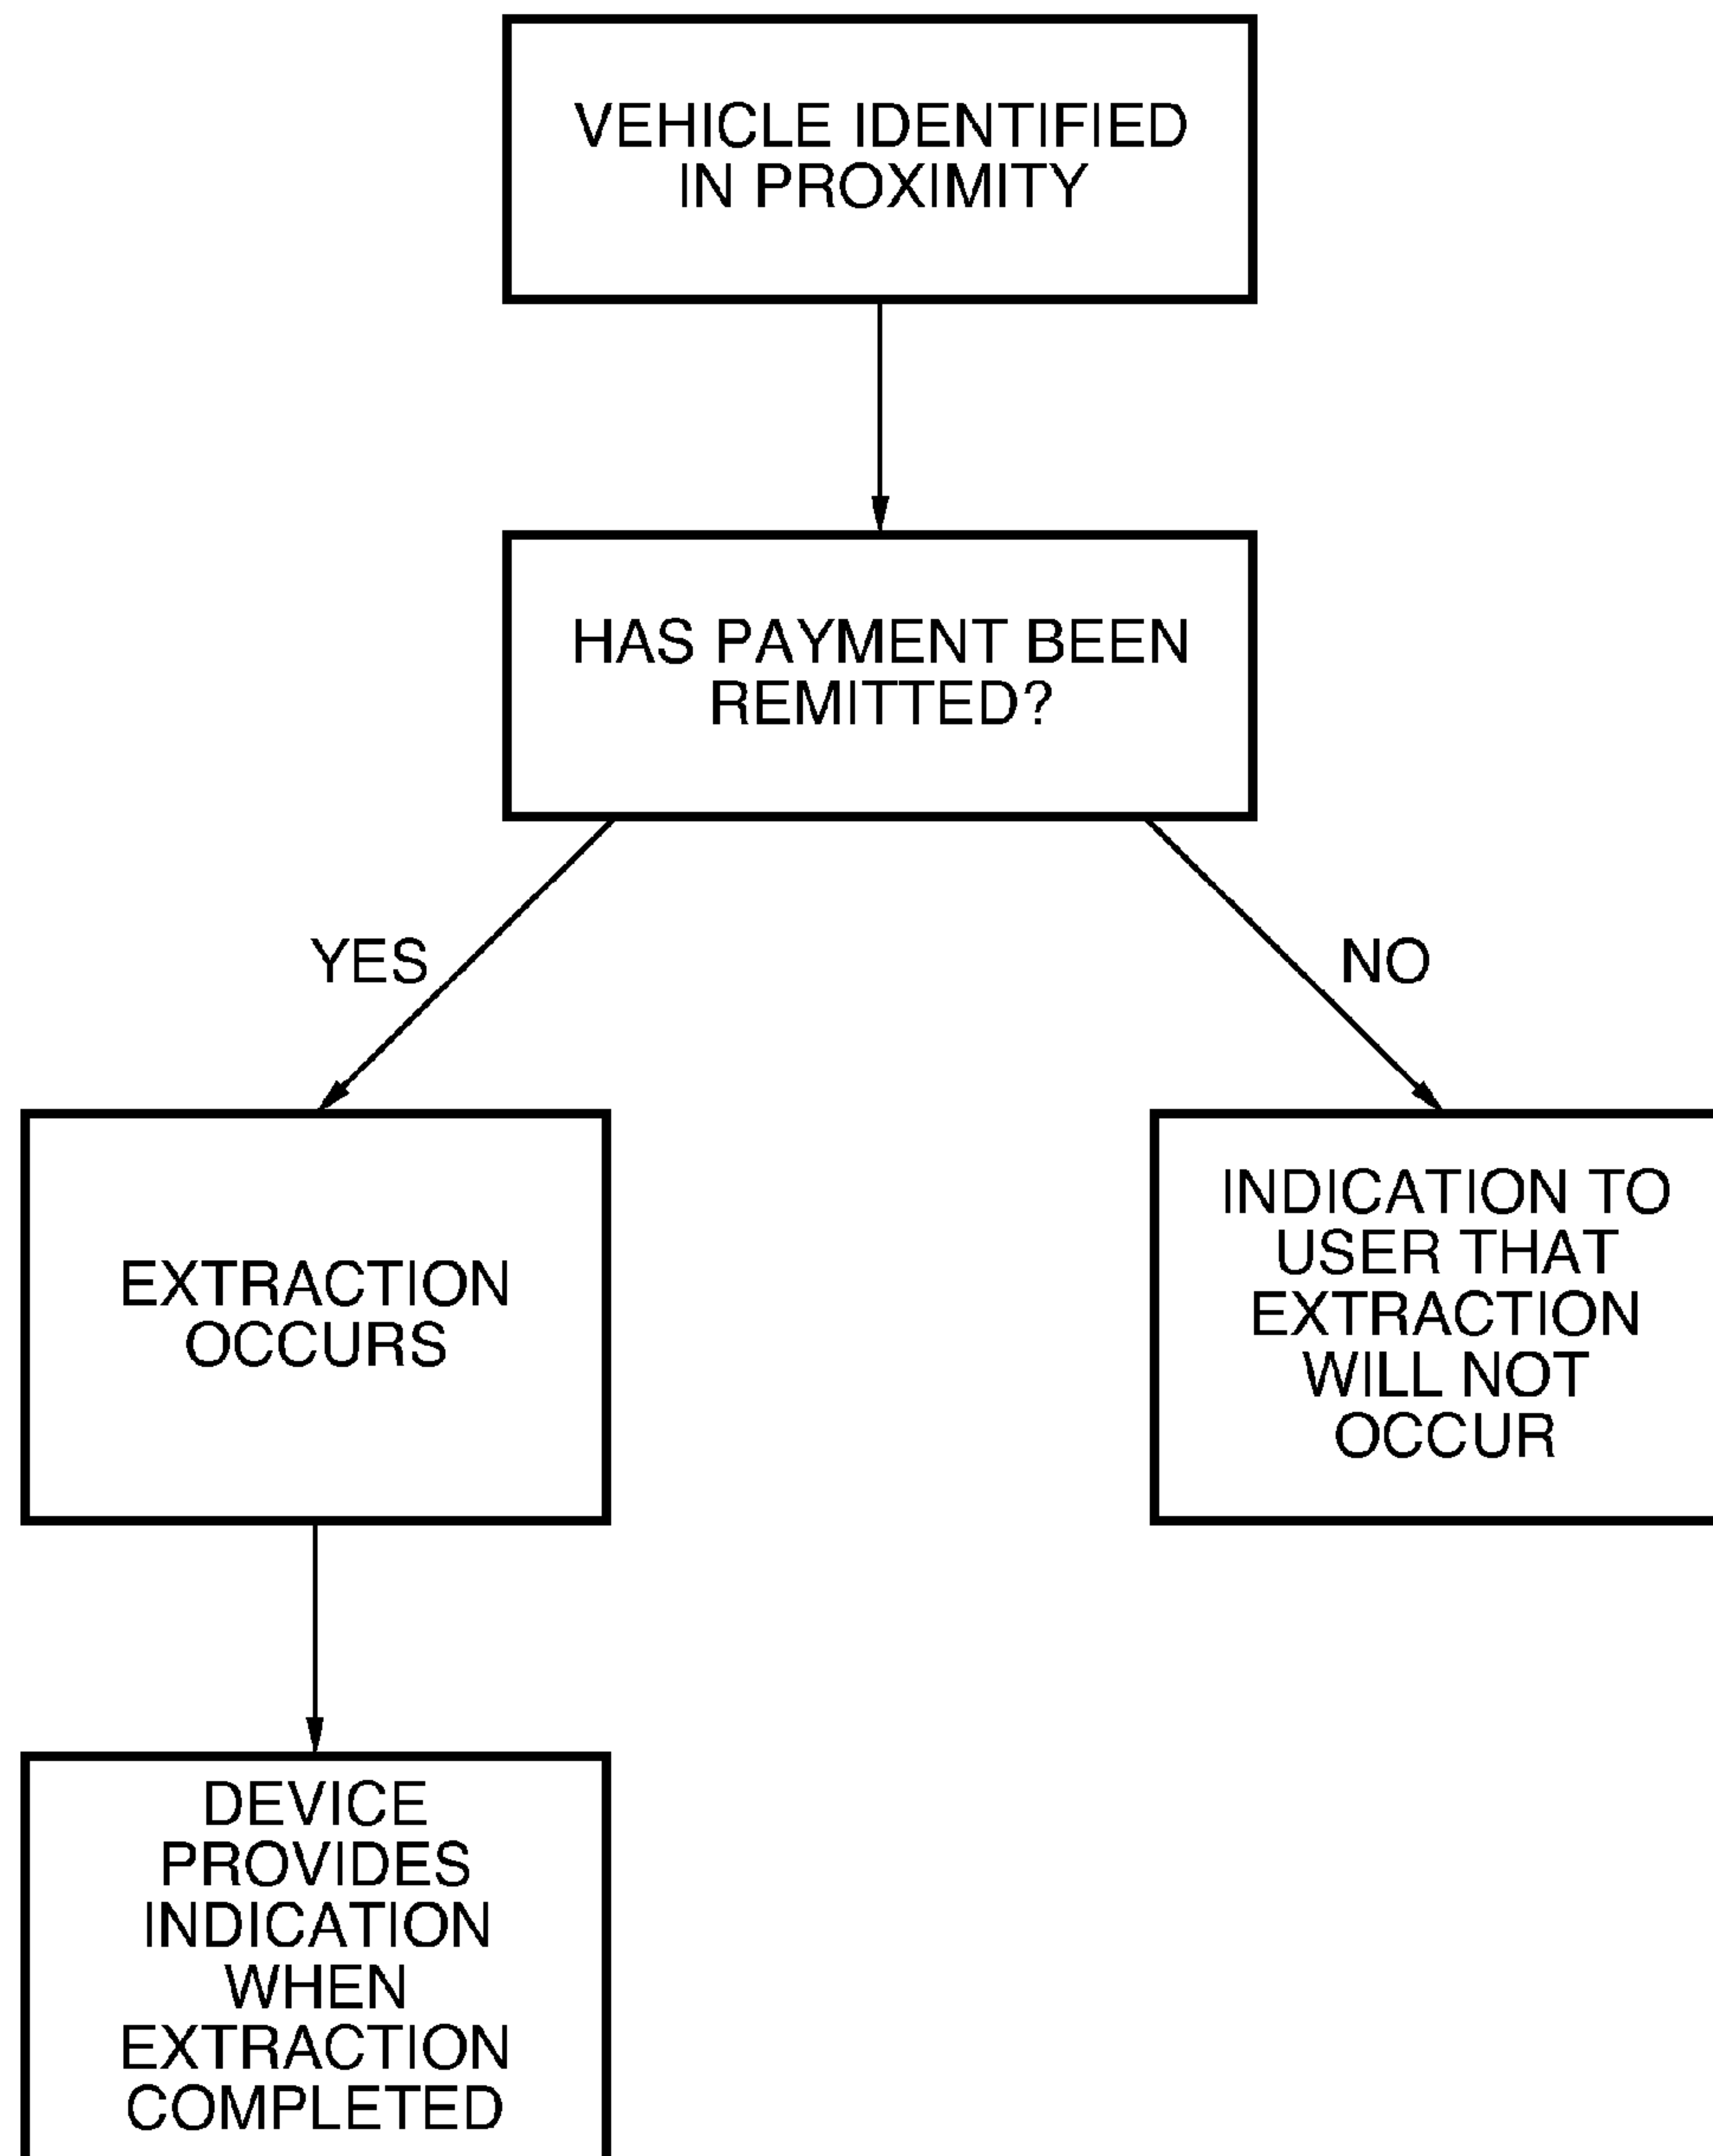 VEHICLE IDENTIFIED
IN PROXIMITY
HAS PAYMENT BEEN
REMITTED?
YES
NO
EXTRACTION
OCCURS
INDICATION TO
USER THAT
EXTRACTION
WILL NOT
OCCUR
DEVICE
PROVIDES
INDICATION
WHEN
EXTRACTION
COMPLETED